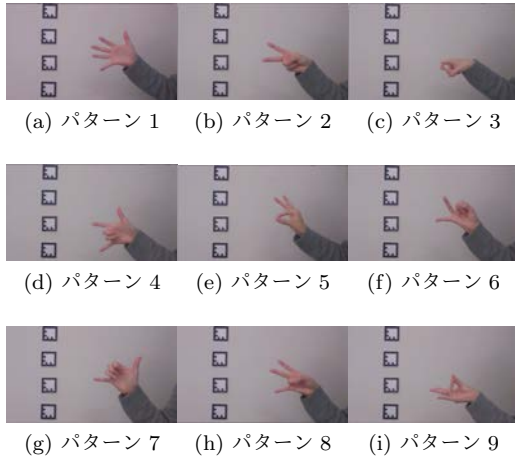 (a) パターン 1 (b) パターン 2 (c) パターン 3
(d) パターン 4 (e) パターン 5 (f) パターン 6
(g) パターン 7 (h) パターン 8 (i) パターン 9